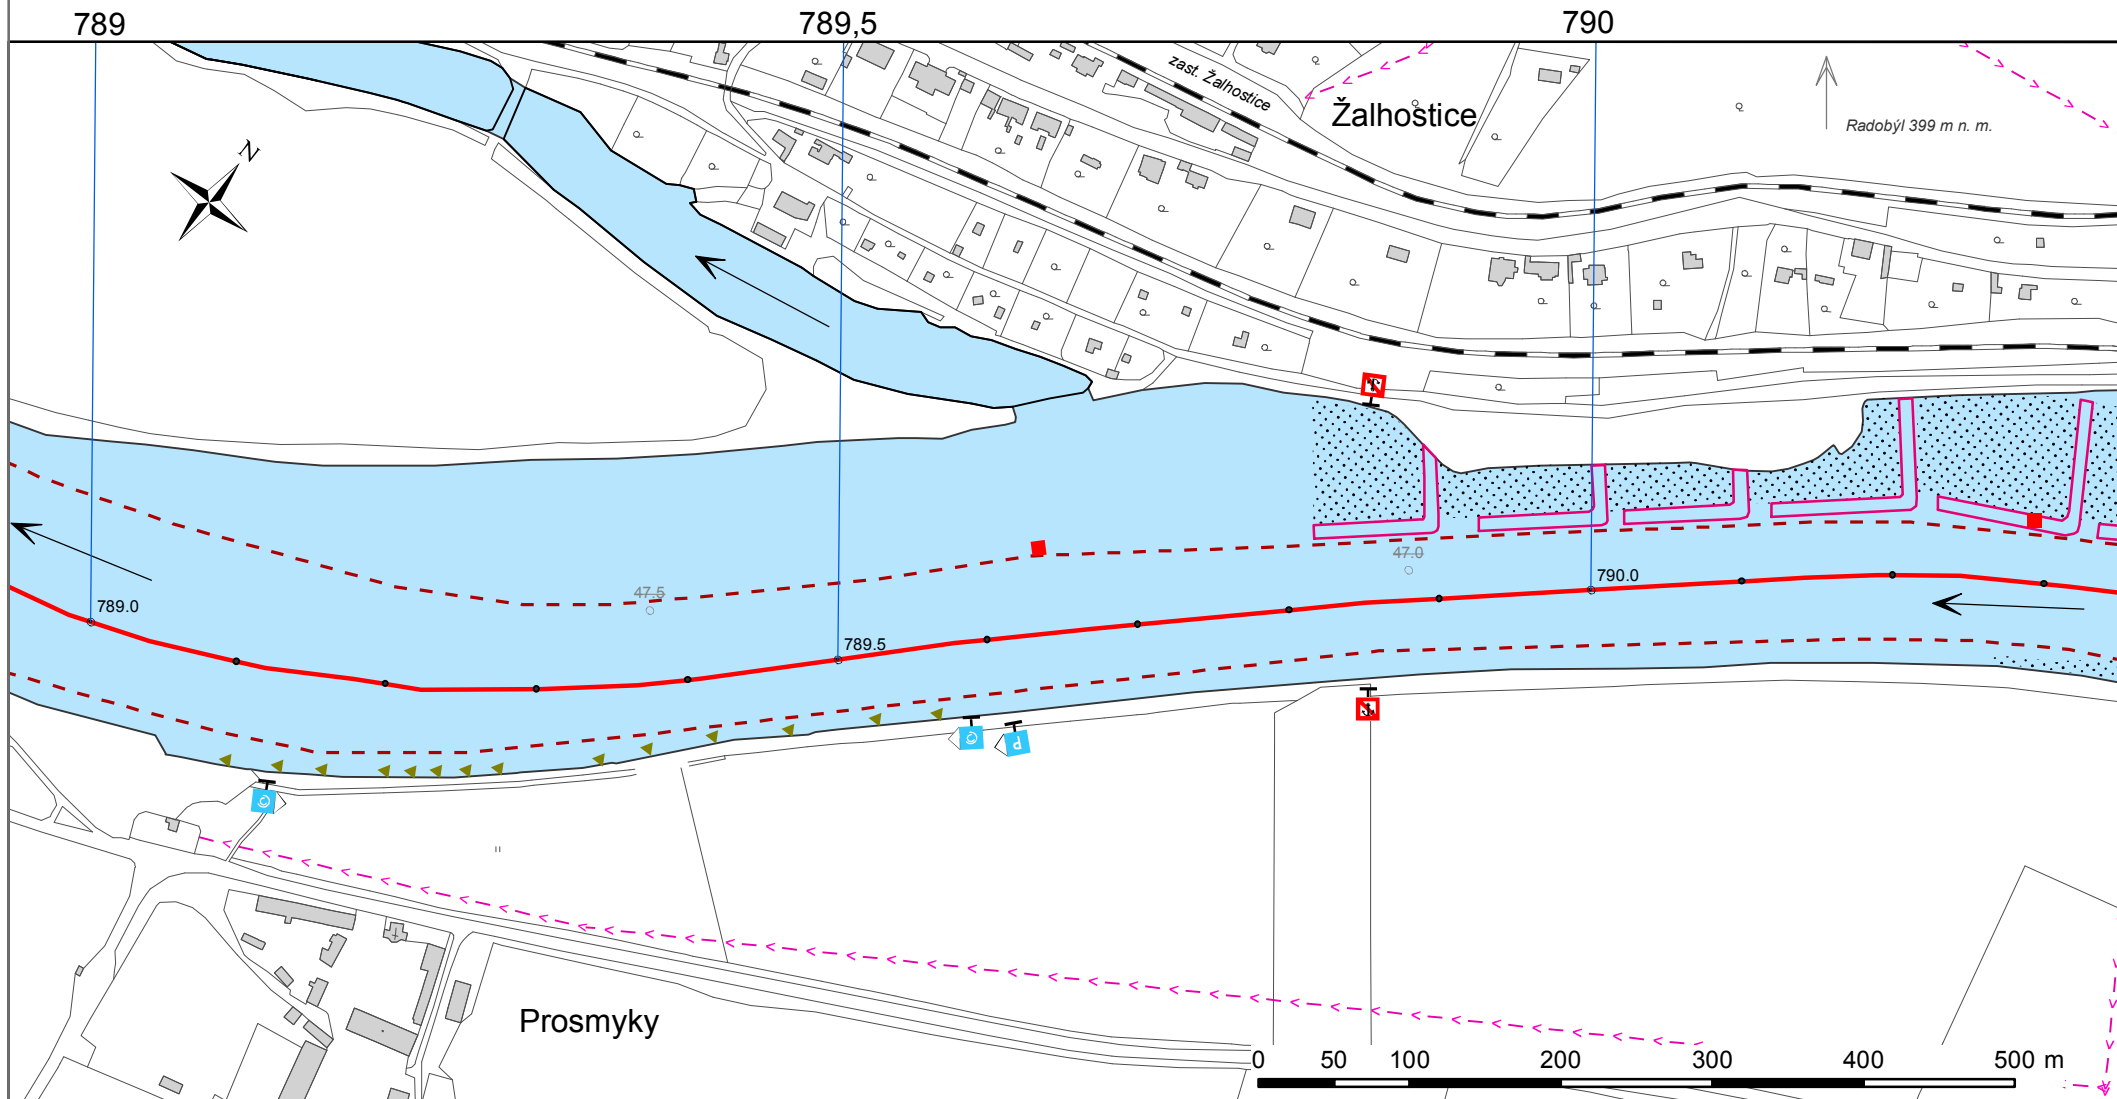 789
789,5
790
zast. Žalhostice
Žalhostice
Radobýl 399 m n. m.
N
47.0
790.0
47.5
789.0
789.5
P
Prosmyky
0 50 100 200 300 400 500 m